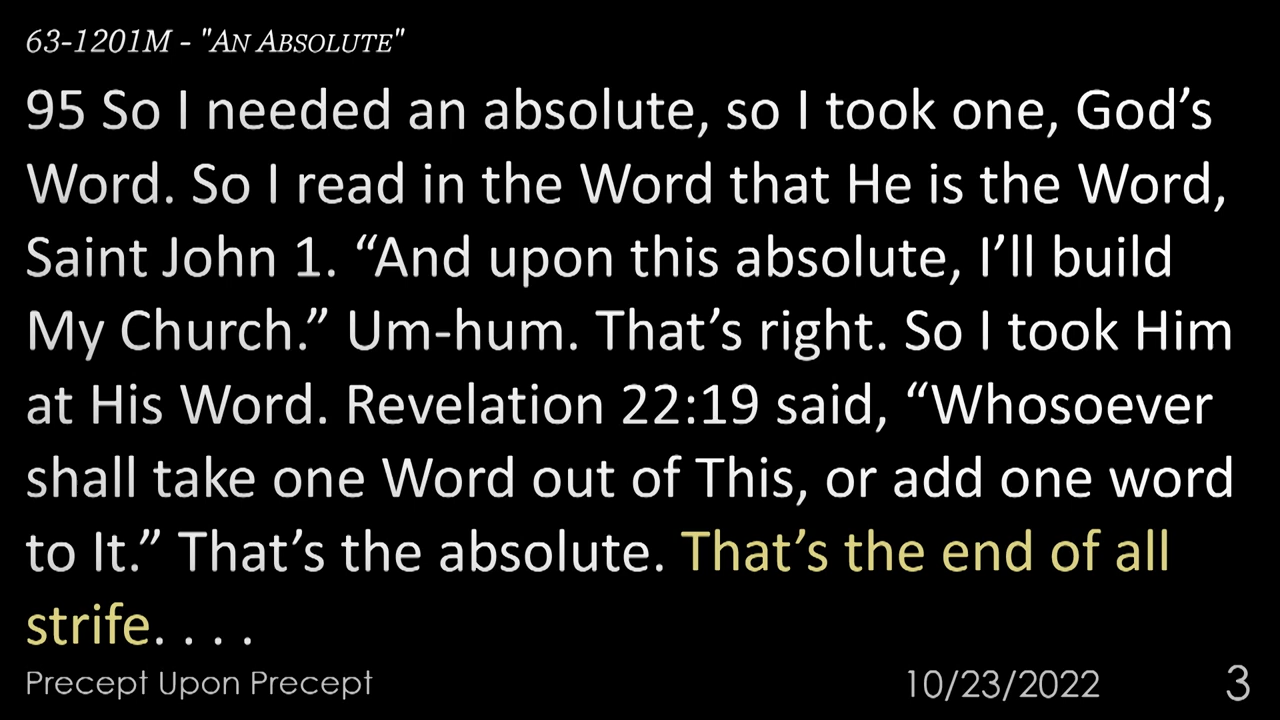 63-1201M - "AN ABSOLUTE"
95 So I needed an absolute, so I took one, God’s
Word. So I read in the Word that He is the Word,
Saint John 1. “And upon this absolute, I’ll build
My Church.” Um-hum. That’s right. So I took Him
at His Word. Revelation 22:19 said, “Whosoever
shall take one Word out of This, or add one word
to It.” That’s the absolute. That’s the end of all
strife. . . .
Precept Upon Precept 10/23/2022 3